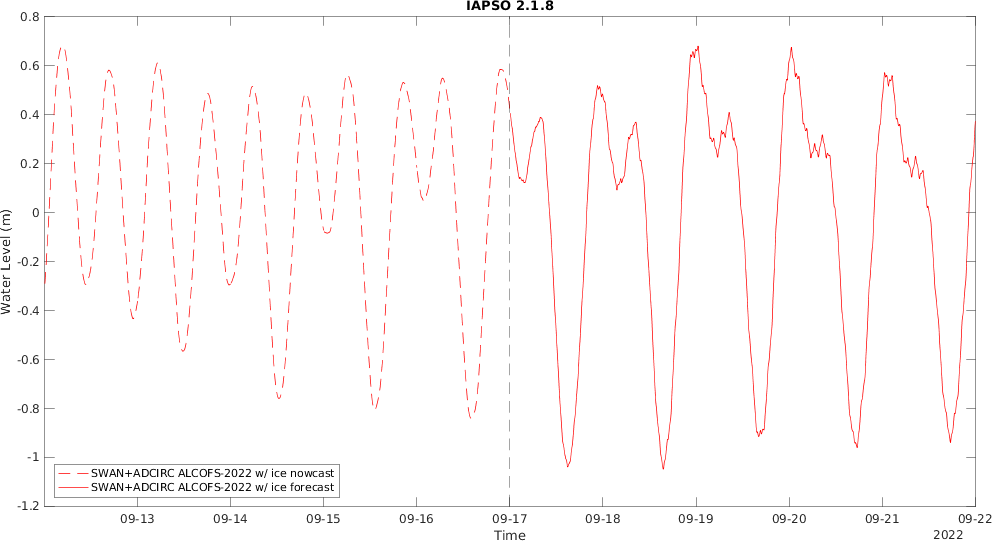 IAPSO 2.1.8
0.8
0.6
0.4
0.2
0
-0.2
-0.4
-0.6
-0.8
-1
-1.2
Water Level (m)
SWAN+ADCIRC ALCOFS-2022 w/ ice nowcast
SWAN+ADCIRC ALCOFS-2022 w/ ice forecast
09-13 09-14 09-15 09-16 09-17 09-18 09-19 09-20 09-21 09-22
Time
2022